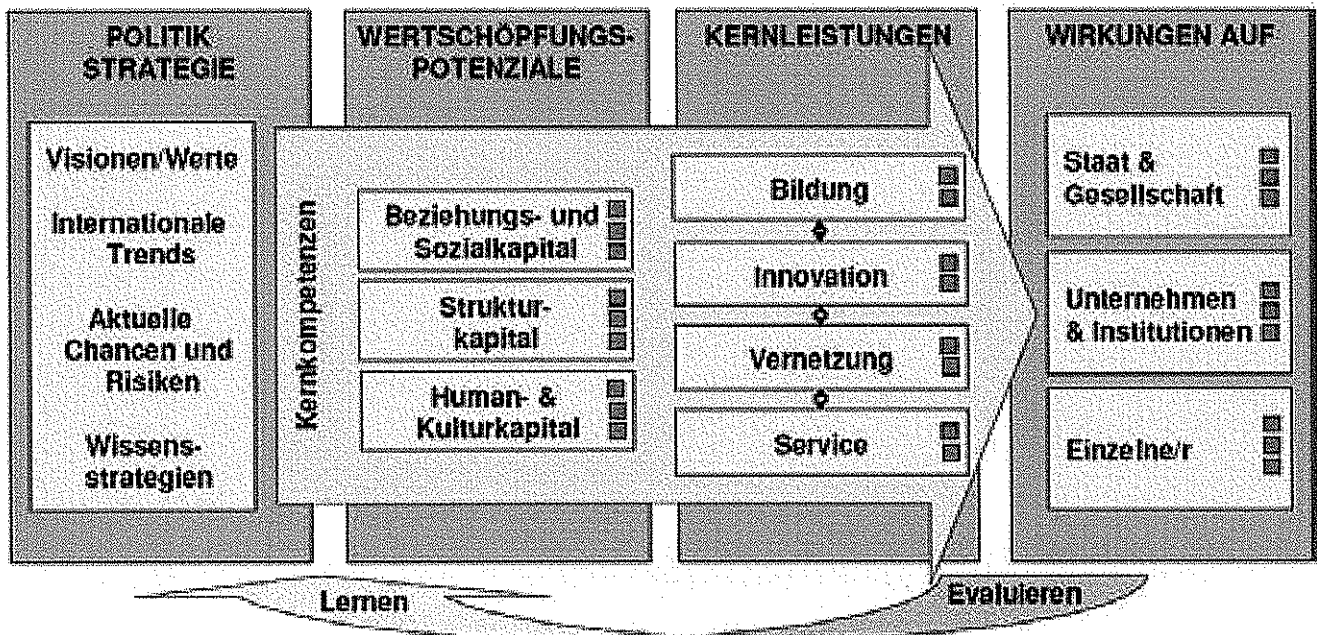 POLITIK
STRATEGIE
Visionen/Werte
Internationale
Trends
Aktuelle
Chancen und
Risiken
Wissens-
strategien
WERTSCHÖPFUNGS-
POTENZIALE
Kernkompetenzen
Beziehungs- und
Sozialkapital
Struktur-
kapital
Human- &
Kulturkapital
KERNLEISTUNGEN
Bildung
Innovation
Vernetzung
Service
WIRKUNGEN AUF
Staat &
Gesellschaft
Unternehmen
& Institutionen
Einzelne/r
Lernen
Evaluieren